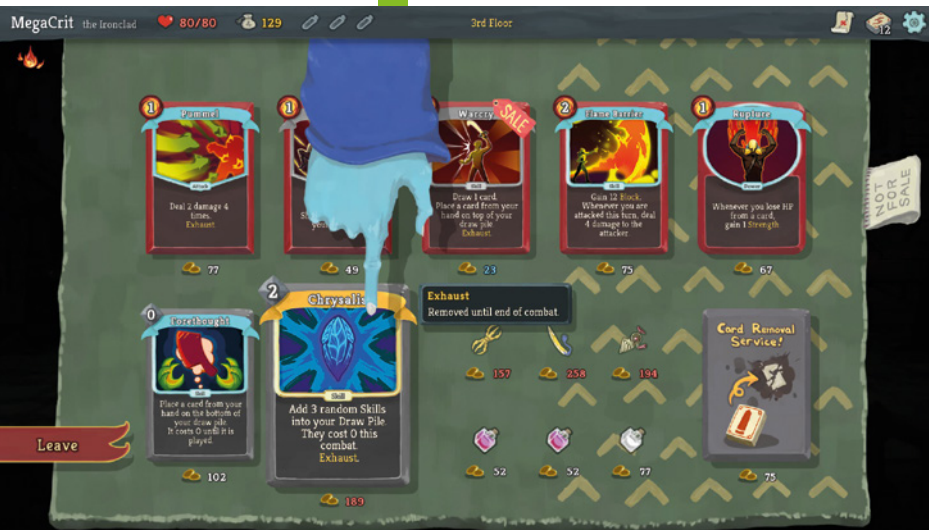 MegaCrit the Ironclad 80/80 129 3rd Floor 12
1 Pummel
Attack
Deal 2 damage 4
times.
Exhaust
77
1
49
Warcry
SALE
Skill
Draw 1 card.
Place a card from your
hand on top of your
draw pile
Exhaust.
23
2 Flame Barrier
Skill
Gain 12 Block.
Whenever you are
attacked this turn, deal
4 damage to the
attacker
75
1 Rupture
Power
Whenever you lose HP
from a card,
gain 1 Strength
67
NOT
FOR
SALE
0 Forethought
Skill
Place a card from your
hand on the bottom of
your draw pile.
It costs 0 until it is
played.
102
2 Chrysalis
Skill
Add 3 random Skills
into your Draw Pile.
They cost 0 this
combat.
Exhaust.
189
Exhaust
Removed until end of combat.
157 258 194
52 52 77
Card Removal
Service!
75
Leave